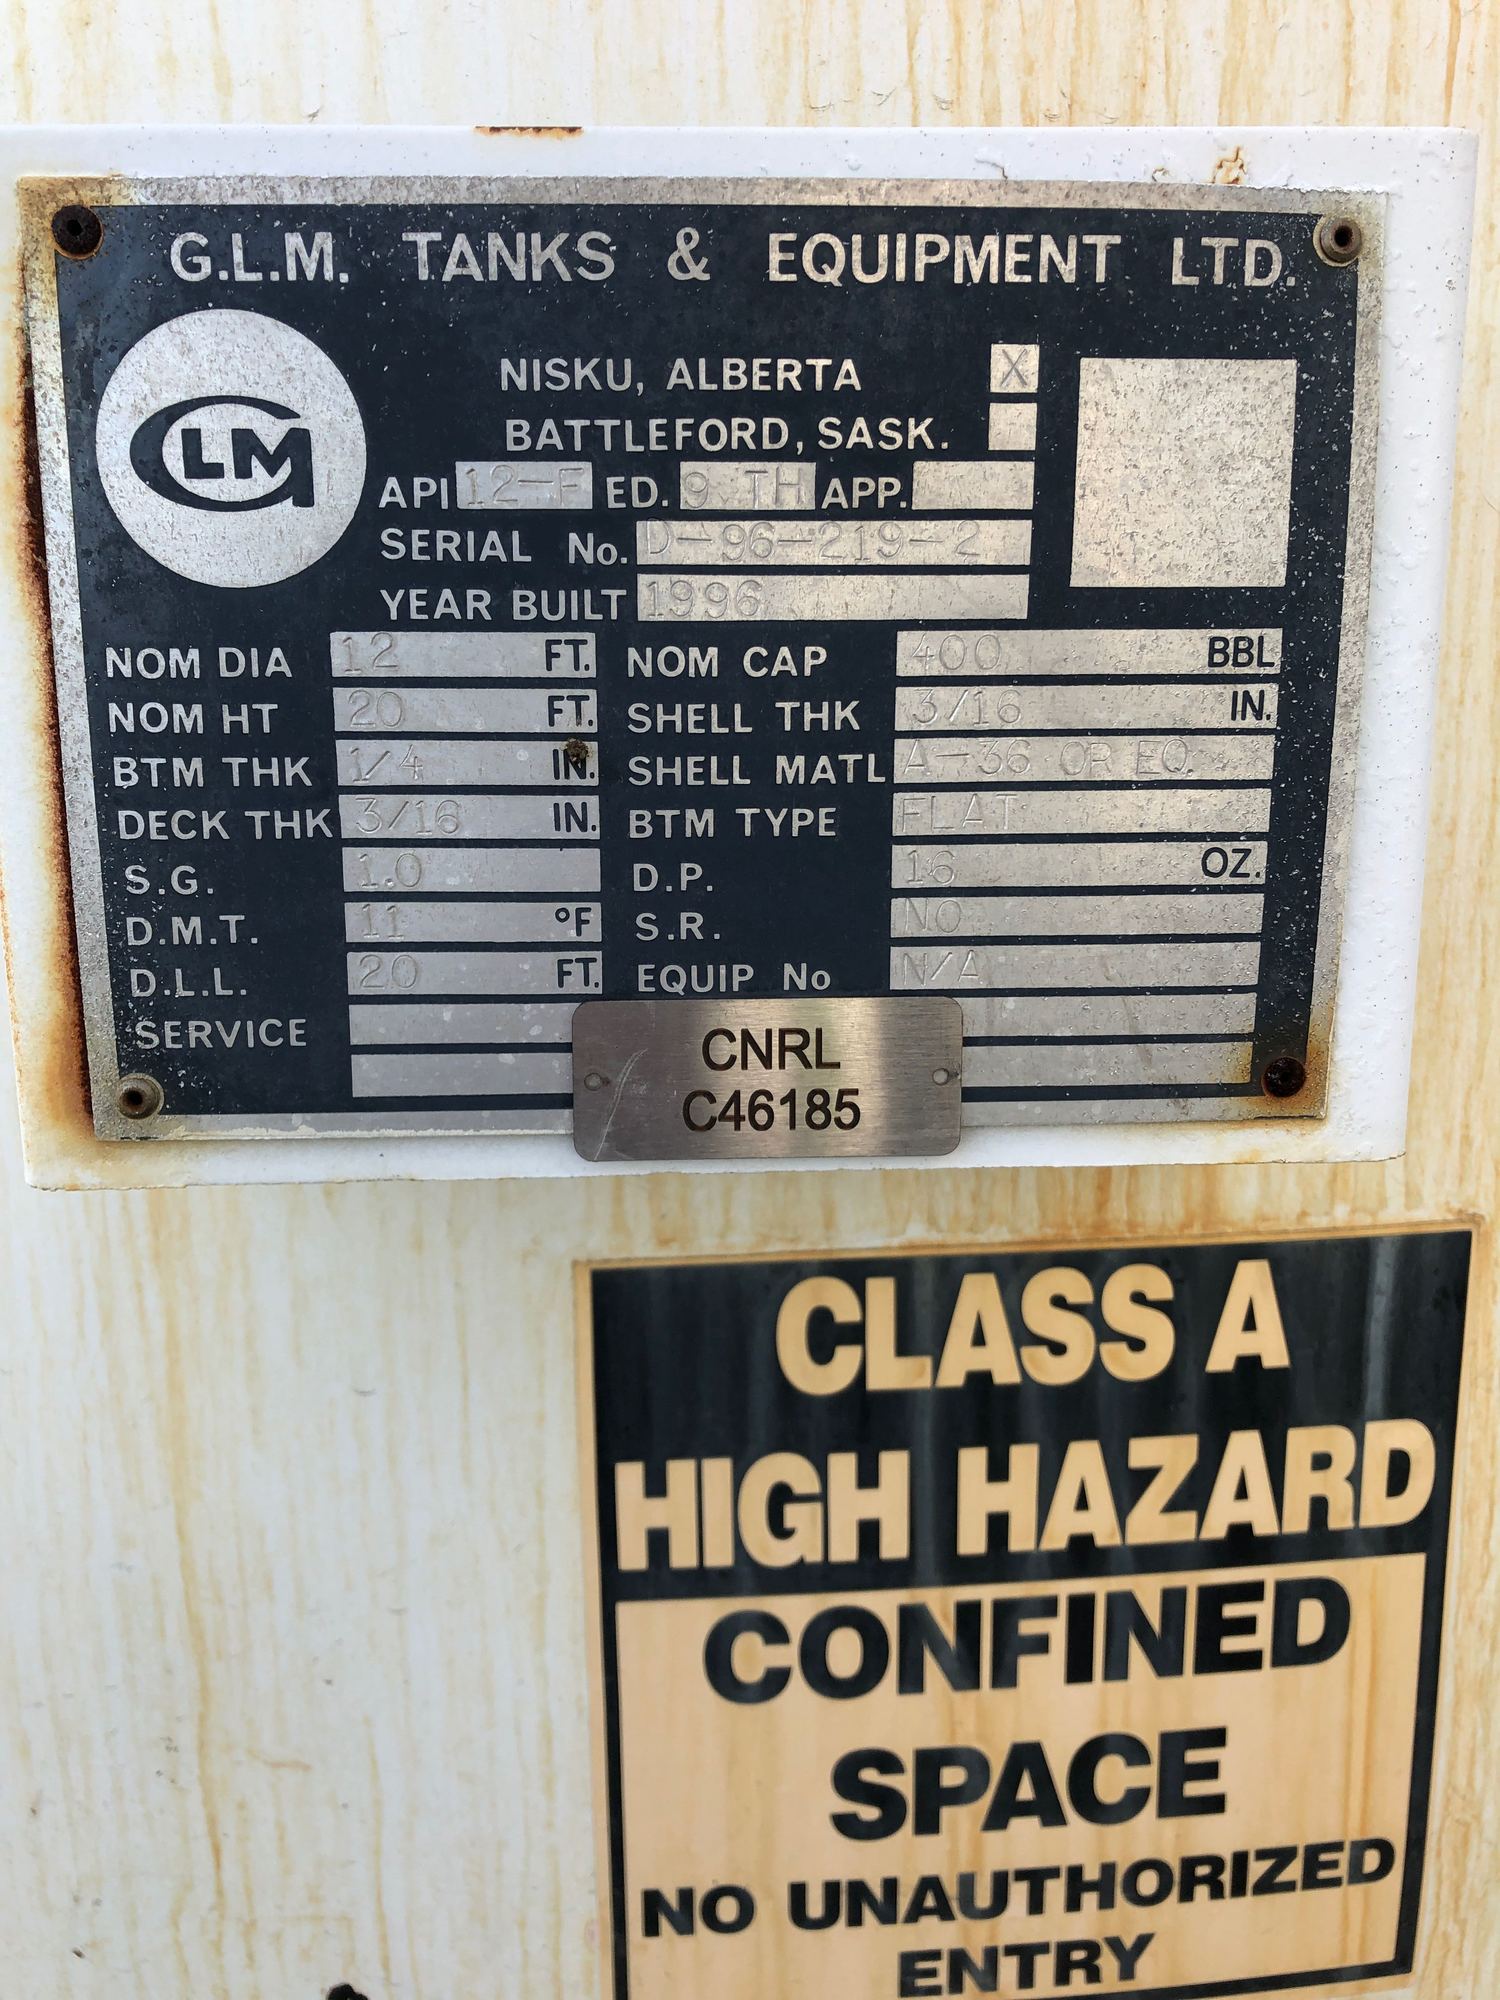 G.L.M. TANKS & EQUIPMENT LTD.
GLM
NISKU, ALBERTA X
BATTLEFORD, SASK.
API 12-F ED. 9 TH APP.
SERIAL No. D-96-219-2
YEAR BUILT 1996
NOM DIA 12 FT. NOM CAP 400 BBL
NOM HT 20 FT. SHELL THK 3/16 IN.
BTM THK 1/4 IN. SHELL MATL A-36 OR EQ.
DECK THK 3/16 IN. BTM TYPE FLAT
S.G. 1.0 D.P. 16 OZ.
D.M.T. 11 °F S.R. NO
D.L.L. 20 FT. EQUIP No N/A
SERVICE
CNRL
C46185
CLASS A
HIGH HAZARD
CONFINED
SPACE
NO UNAUTHORIZED
ENTRY